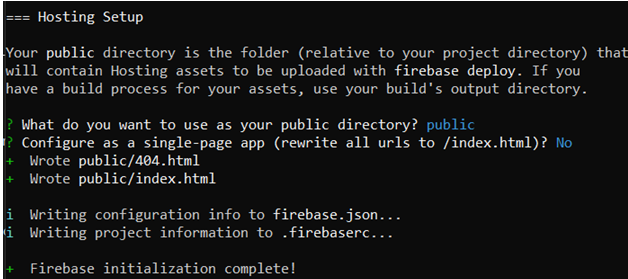 === Hosting Setup
Your public directory is the folder (relative to your project directory) that
will contain Hosting assets to be uploaded with firebase deploy. If you
have a build process for your assets, use your build's output directory.
? What do you want to use as your public directory? public
? Configure as a single-page app (rewrite all urls to /index.html)? No
+  Wrote public/404.html
+  Wrote public/index.html
i  Writing configuration info to firebase.json...
i  Writing project information to .firebaserc...
+  Firebase initialization complete!